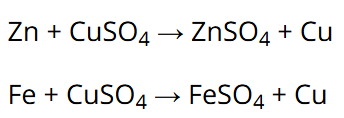 Zn + CuSO₄ → ZnSO₄ + Cu
Fe + CuSO₄ → FeSO₄ + Cu